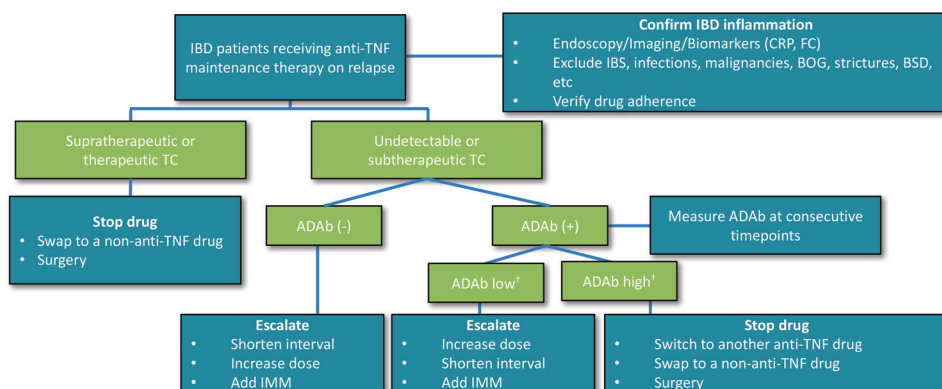 IBD patients receiving anti-TNF
maintenance therapy on relapse
Confirm IBD inflammation
• Endoscopy/Imaging/Biomarkers (CRP, FC)
• Exclude IBS, infections, malignancies, BOG, strictures, BSD,
etc
• Verify drug adherence
Supratherapeutic or
therapeutic TC
Undetectable or
subtherapeutic TC
Stop drug
• Swap to a non-anti-TNF drug
• Surgery
ADAb (-)
ADAb (+)
Measure ADAb at consecutive
timepoints
ADAb low†
ADAb high†
Escalate
• Shorten interval
• Increase dose
• Add IMM
Escalate
• Increase dose
• Shorten interval
• Add IMM
Stop drug
• Switch to another anti-TNF drug
• Swap to a non-anti-TNF drug
• Surgery